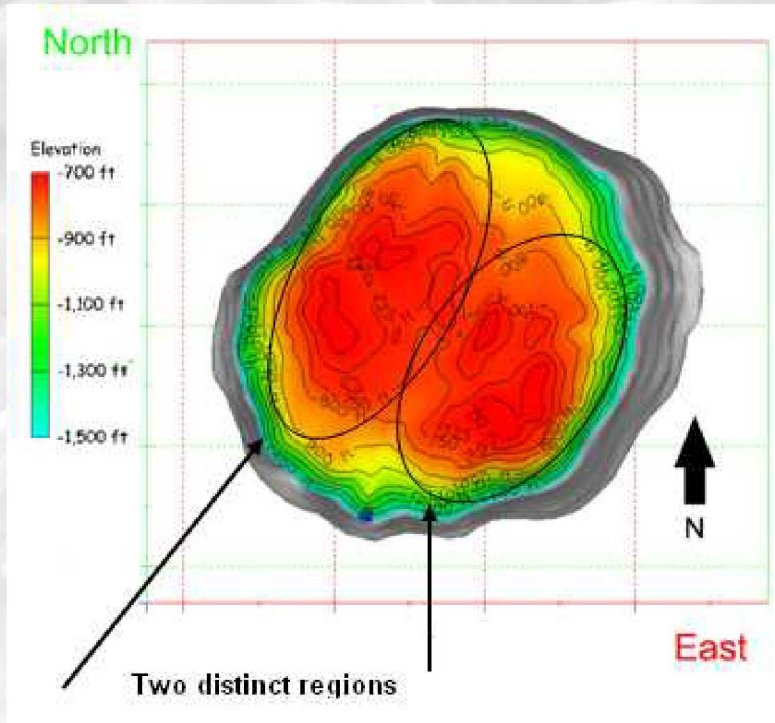 North
Elevation
-700 ft
-900 ft
-1,100 ft
-1,300 ft
-1,500 ft
N
East
Two distinct regions